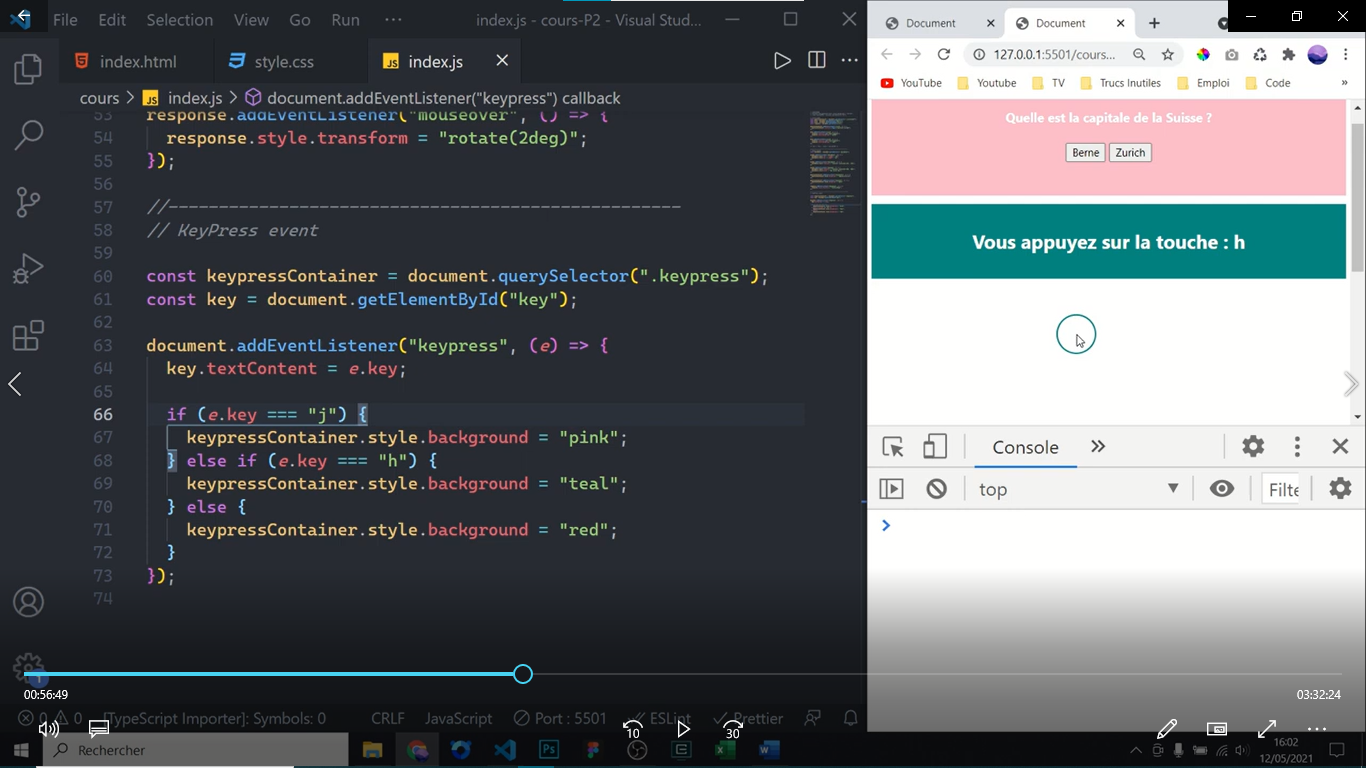 File Edit Selection View Go Run ··· index.js - cours-P2 - Visual Stud...
index.html style.css JS index.js
cours > JS index.js > document.addEventListener("keypress") callback
53 response.addEventListener("mouseover", () => {
54 response.style.transform = "rotate(2deg)";
55 });
56
57 //---------------------------------------------------
58 // KeyPress event
59
60 const keypressContainer = document.querySelector(".keypress");
61 const key = document.getElementById("key");
62
63 document.addEventListener("keypress", (e) => {
64 key.textContent = e.key;
65
66 if (e.key === "j") {
67 keypressContainer.style.background = "pink";
68 } else if (e.key === "h") {
69 keypressContainer.style.background = "teal";
70 } else {
71 keypressContainer.style.background = "red";
72 }
73 });
74
Document Document
127.0.0.1:5501/cours...
YouTube Youtube TV Trucs Inutiles Emploi Code »
Quelle est la capitale de la Suisse ?
Berne Zurich
Vous appuyez sur la touche : h
Console »
top Filte
>
1
00:56:49 03:32:24
0 0 [TypeScript Importer]: Symbols: 0 CRLF JavaScript Port : 5501 ESLint Prettier
10 30
Rechercher
16:02
12/05/2021